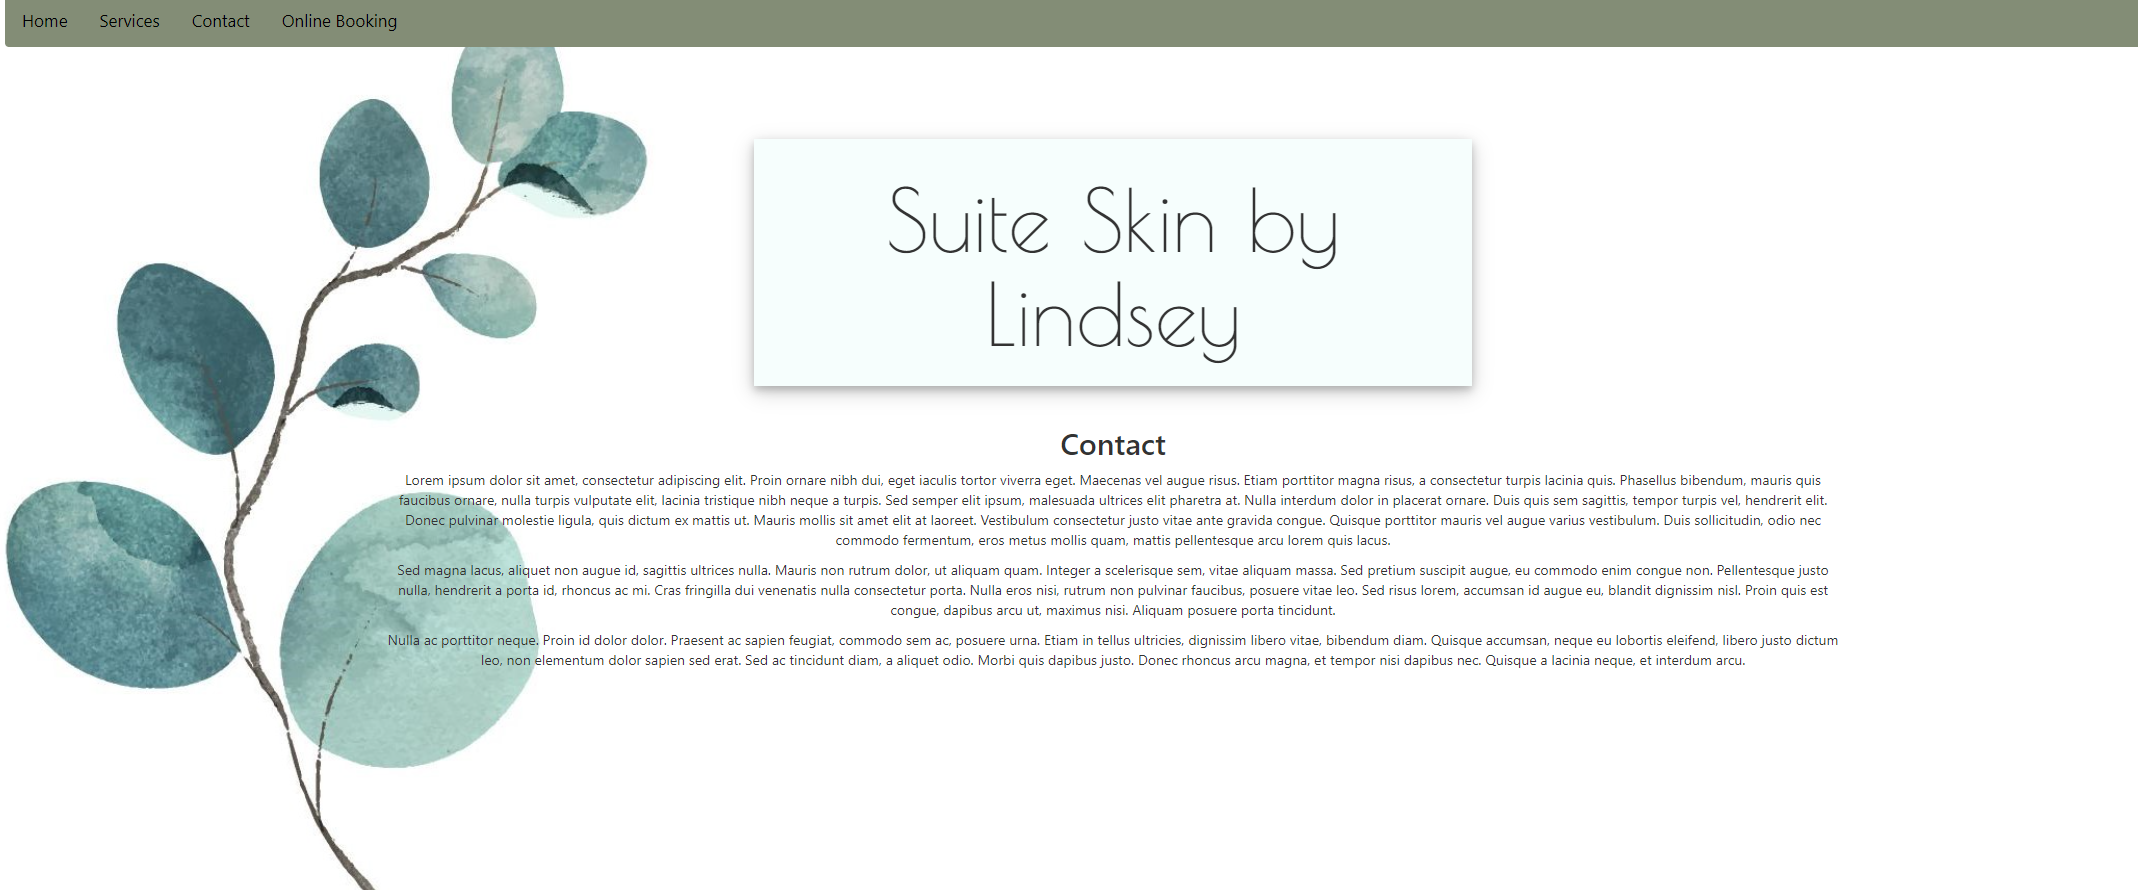 Home Services Contact Online Booking
Suite Skin by
Lindsey
Contact
Lorem ipsum dolor sit amet, consectetur adipiscing elit. Proin ornare nibh dui, eget iaculis tortor viverra eget. Maecenas vel augue risus. Etiam porttitor magna risus, a consectetur turpis lacinia quis. Phasellus bibendum, mauris quis
faucibus ornare, nulla turpis vulputate elit, lacinia tristique nibh neque a turpis. Sed semper elit ipsum, malesuada ultrices elit pharetra at. Nulla interdum dolor in placerat ornare. Duis quis sem sagittis, tempor turpis vel, hendrerit elit.
Donec pulvinar molestie ligula, quis dictum ex mattis ut. Mauris mollis sit amet elit at laoreet. Vestibulum consectetur justo vitae ante gravida congue. Quisque porttitor mauris vel augue varius vestibulum. Duis sollicitudin, odio nec
commodo fermentum, eros metus mollis quam, mattis pellentesque arcu lorem quis lacus.
Sed magna lacus, aliquet non augue id, sagittis ultrices nulla. Mauris non rutrum dolor, ut aliquam quam. Integer a scelerisque sem, vitae aliquam massa. Sed pretium suscipit augue, eu commodo enim congue non. Pellentesque justo
nulla, hendrerit a porta id, rhoncus ac mi. Cras fringilla dui venenatis nulla consectetur porta. Nulla eros nisi, rutrum non pulvinar faucibus, posuere vitae leo. Sed risus lorem, accumsan id augue eu, blandit dignissim nisl. Proin quis est
congue, dapibus arcu ut, maximus nisi. Aliquam posuere porta tincidunt.
Nulla ac porttitor neque. Proin id dolor dolor. Praesent ac sapien feugiat, commodo sem ac, posuere urna. Etiam in tellus ultricies, dignissim libero vitae, bibendum diam. Quisque accumsan, neque eu lobortis eleifend, libero justo dictum
leo, non elementum dolor sapien sed erat. Sed ac tincidunt diam, a aliquet odio. Morbi quis dapibus justo. Donec rhoncus arcu magna, et tempor nisi dapibus nec. Quisque a lacinia neque, et interdum arcu.